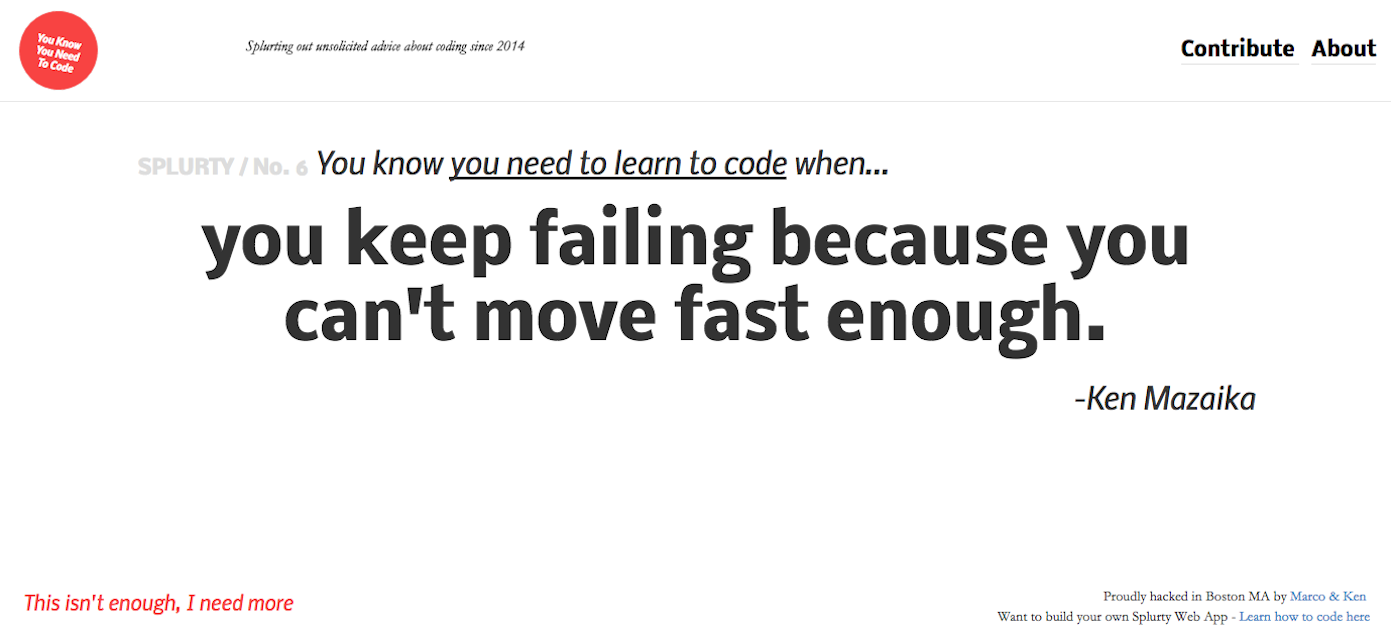 You Know
You Need
To Code
Splurting out unsolicited advice about coding since 2014
Contribute About
SPLURTY / No. 6 You know you need to learn to code when...
you keep failing because you
can't move fast enough.
-Ken Mazaika
This isn't enough, I need more
Proudly hacked in Boston MA by Marco & Ken
Want to build your own Splurty Web App - Learn how to code here